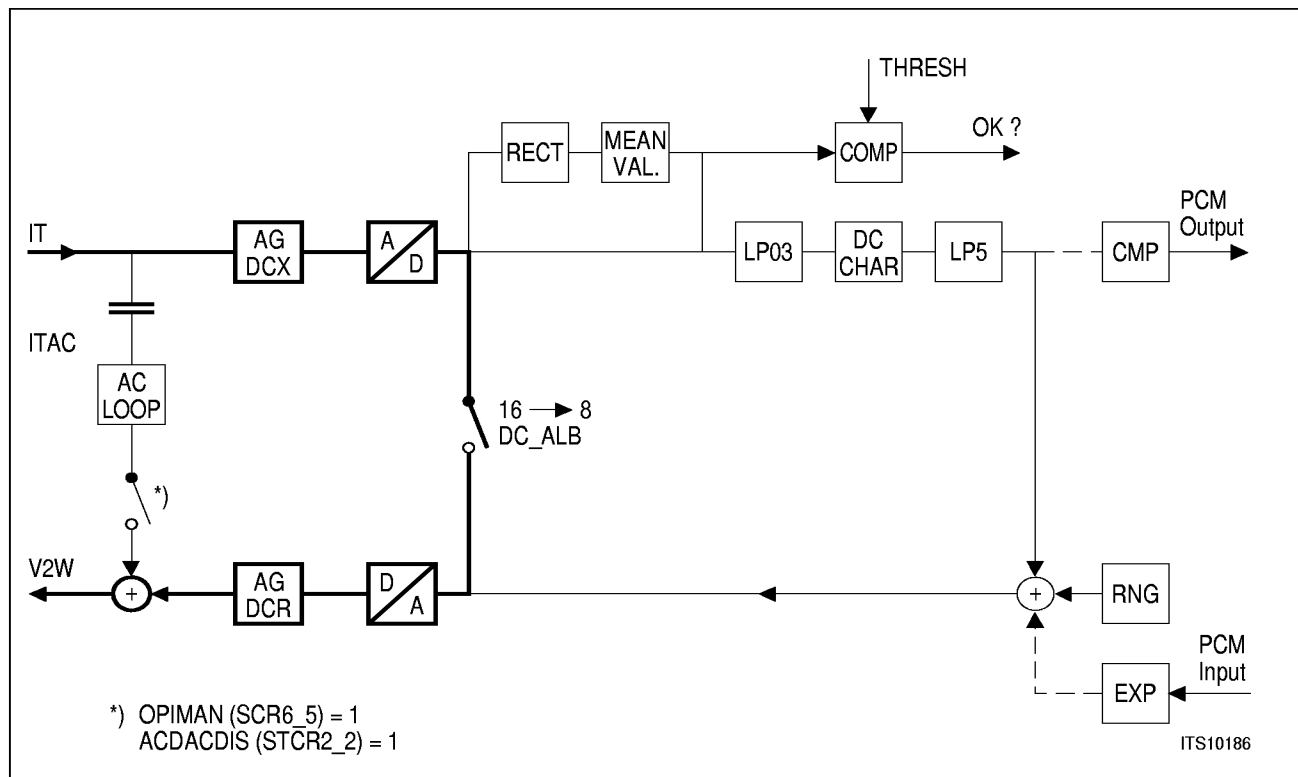 THRESH
OK ?
RECT
MEAN
VAL.
COMP
PCM
Output
IT
AG
DCX
A
D
LP03
DC
CHAR
LP5
CMP
ITAC
AC
LOOP
16 → 8
DC_ALB
*)
V2W
+
AG
DCR
D
A
+
RNG
PCM
Input
EXP
*) OPIMAN (SCR6_5) = 1
ACDACDIS (STCR2_2) = 1
ITS10186